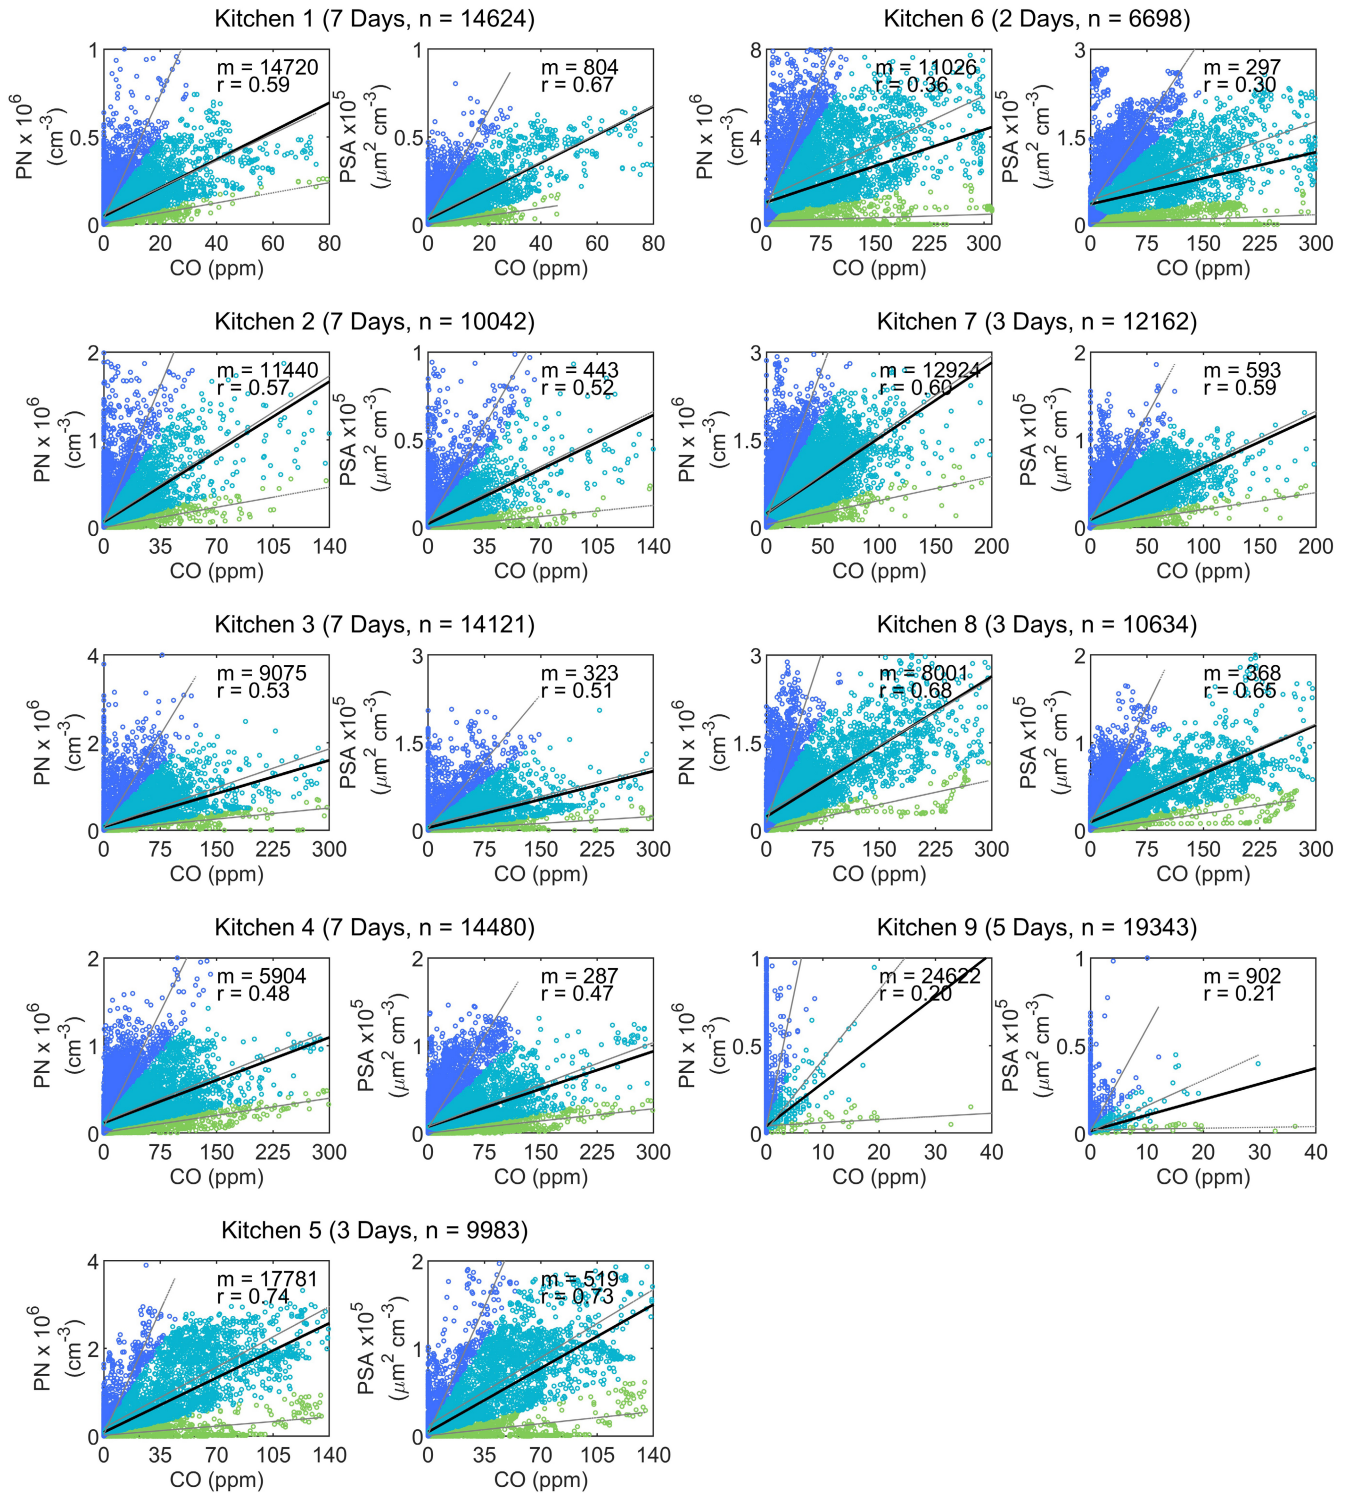 Kitchen 1 (7 Days, n = 14624)
PN x 10^6 (cm^-3)
1
0.5
0
m = 14720
r = 0.59
0 20 40 60 80
CO (ppm)
PSA x10^5 (μm^2 cm^-3)
1
0.5
0
m = 804
r = 0.67
0 20 40 60 80
CO (ppm)
Kitchen 6 (2 Days, n = 6698)
PN x 10^6 (cm^-3)
8
4
0
m = 11026
r = 0.36
0 75 150 225 300
CO (ppm)
PSA x10^5 (μm^2 cm^-3)
3
1.5
0
m = 297
r = 0.30
0 75 150 225 300
CO (ppm)
Kitchen 2 (7 Days, n = 10042)
PN x 10^6 (cm^-3)
2
1
0
m = 11440
r = 0.57
0 35 70 105 140
CO (ppm)
PSA x10^5 (μm^2 cm^-3)
1
0.5
0
m = 443
r = 0.52
0 35 70 105 140
CO (ppm)
Kitchen 7 (3 Days, n = 12162)
PN x 10^6 (cm^-3)
3
1.5
0
m = 12924
r = 0.60
0 50 100 150 200
CO (ppm)
PSA x10^5 (μm^2 cm^-3)
2
1
0
m = 593
r = 0.59
0 50 100 150 200
CO (ppm)
Kitchen 3 (7 Days, n = 14121)
PN x 10^6 (cm^-3)
4
2
0
m = 9075
r = 0.53
0 75 150 225 300
CO (ppm)
PSA x10^5 (μm^2 cm^-3)
3
1.5
0
m = 323
r = 0.51
0 75 150 225 300
CO (ppm)
Kitchen 8 (3 Days, n = 10634)
PN x 10^6 (cm^-3)
3
1.5
0
m = 8001
r = 0.68
0 75 150 225 300
CO (ppm)
PSA x10^5 (μm^2 cm^-3)
2
1
0
m = 368
r = 0.65
0 75 150 225 300
CO (ppm)
Kitchen 4 (7 Days, n = 14480)
PN x 10^6 (cm^-3)
2
1
0
m = 5904
r = 0.48
0 75 150 225 300
CO (ppm)
PSA x10^5 (μm^2 cm^-3)
2
1
0
m = 287
r = 0.47
0 75 150 225 300
CO (ppm)
Kitchen 9 (5 Days, n = 19343)
PN x 10^6 (cm^-3)
1
0.5
0
m = 24622
r = 0.20
0 10 20 30 40
CO (ppm)
PSA x10^5 (μm^2 cm^-3)
1
0.5
0
m = 902
r = 0.21
0 10 20 30 40
CO (ppm)
Kitchen 5 (3 Days, n = 9983)
PN x 10^6 (cm^-3)
4
2
0
m = 17781
r = 0.74
0 35 70 105 140
CO (ppm)
PSA x10^5 (μm^2 cm^-3)
2
1
0
m = 519
r = 0.73
0 35 70 105 140
CO (ppm)